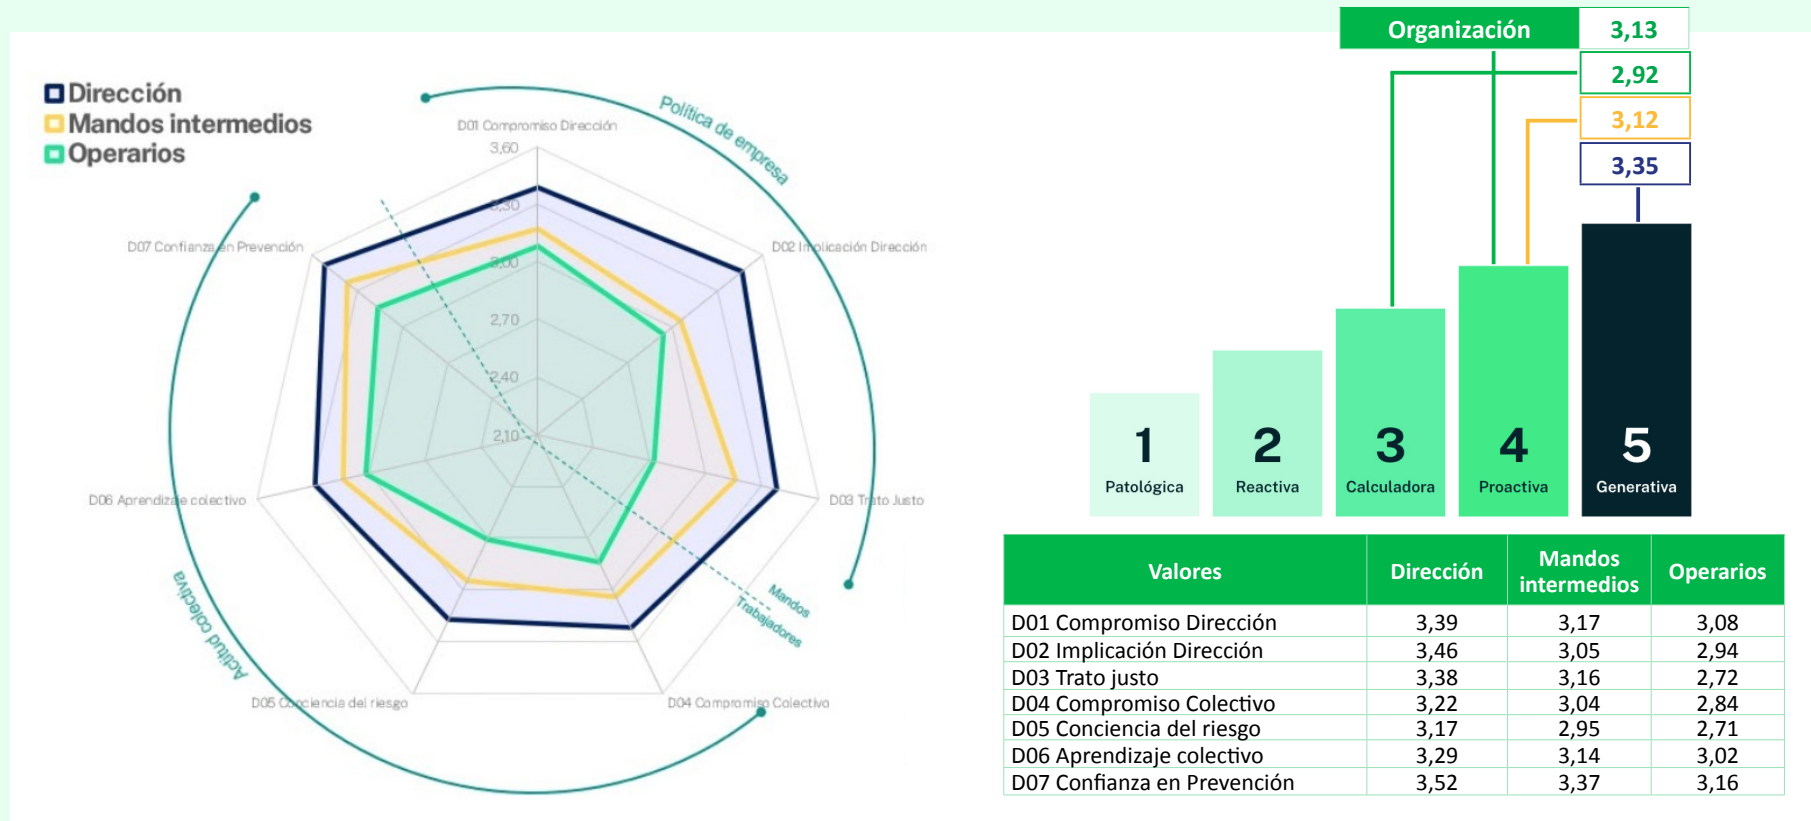 Dirección
Mandos intermedios
Operarios
Política de empresa
D01 Compromiso Dirección
3,60
3,30
3,00
2,70
2,40
2,10
D07 Confianza en Prevención
D02 Implicación Dirección
D06 Aprendizaje colectivo
D03 Trato Justo
Mandos
Trabajadores
Actitud colectiva
D05 Conciencia del riesgo
D04 Compromiso Colectivo
Organización 3,13
2,92
3,12
3,35
1
Patológica
2
Reactiva
3
Calculadora
4
Proactiva
5
Generativa
Valores Dirección Mandos intermedios Operarios
D01 Compromiso Dirección 3,39 3,17 3,08
D02 Implicación Dirección 3,46 3,05 2,94
D03 Trato justo 3,38 3,16 2,72
D04 Compromiso Colectivo 3,22 3,04 2,84
D05 Conciencia del riesgo 3,17 2,95 2,71
D06 Aprendizaje colectivo 3,29 3,14 3,02
D07 Confianza en Prevención 3,52 3,37 3,16